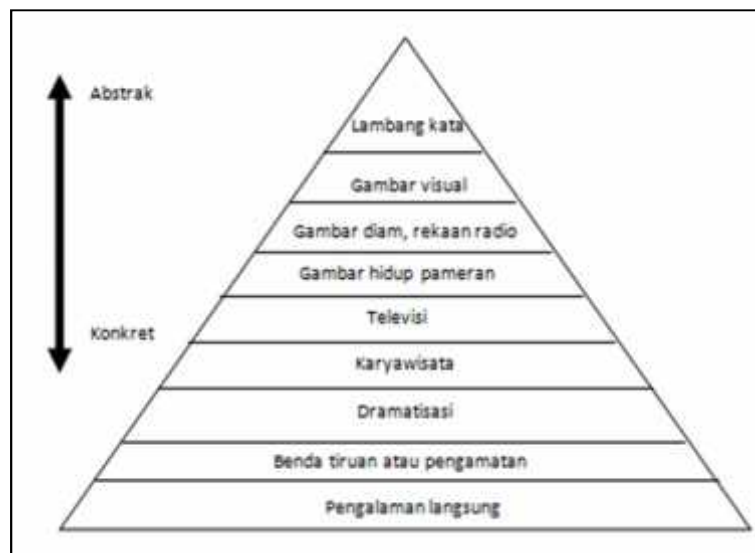 Abstrak
Lambang kata
Gambar visual
Gambar diam, rekaan radio
Gambar hidup pameran
Televisi
Konkret
Karyawisata
Dramatisasi
Benda tiruan atau pengamatan
Pengalaman langsung